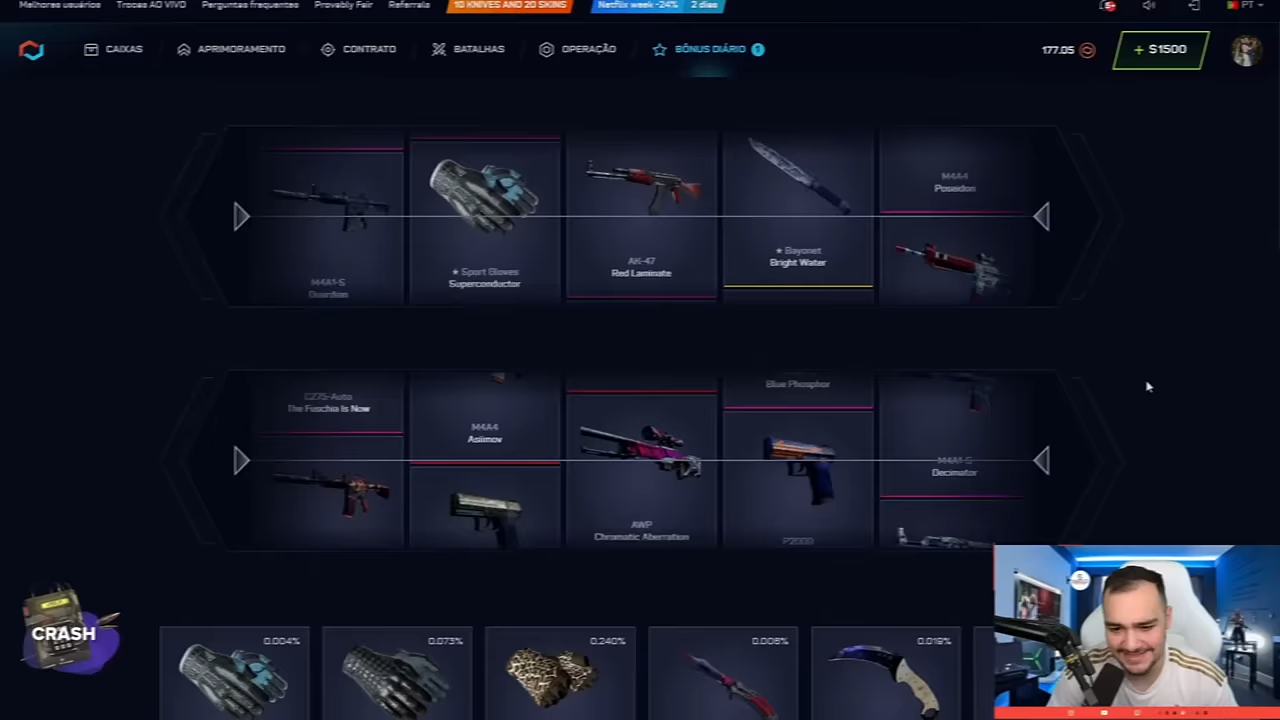 Melhores usuários Trocas AO VIVO Perguntas frequentes Provably Fair Referrals 10 KNIVES AND 20 SKINS Netflix week -24% 2 dias PT
CAIXAS APRIMORAMENTO CONTRATO BATALHAS OPERAÇÃO BÔNUS DIÁRIO 177.05 + $1500
M4A4
Poseidon
★ Bayonet
Bright Water
AK-47
Red Laminate
★ Sport Gloves
Superconductor
M4A1-S
Guardian
Blue Phosphor
CZ75-Auto
The Fuschia Is Now
M4A4
Asiimov
M4A1-S
Decimator
AWP
Chromatic Aberration
P2000
CRASH
0.004% 0.073% 0.240% 0.008% 0.019%